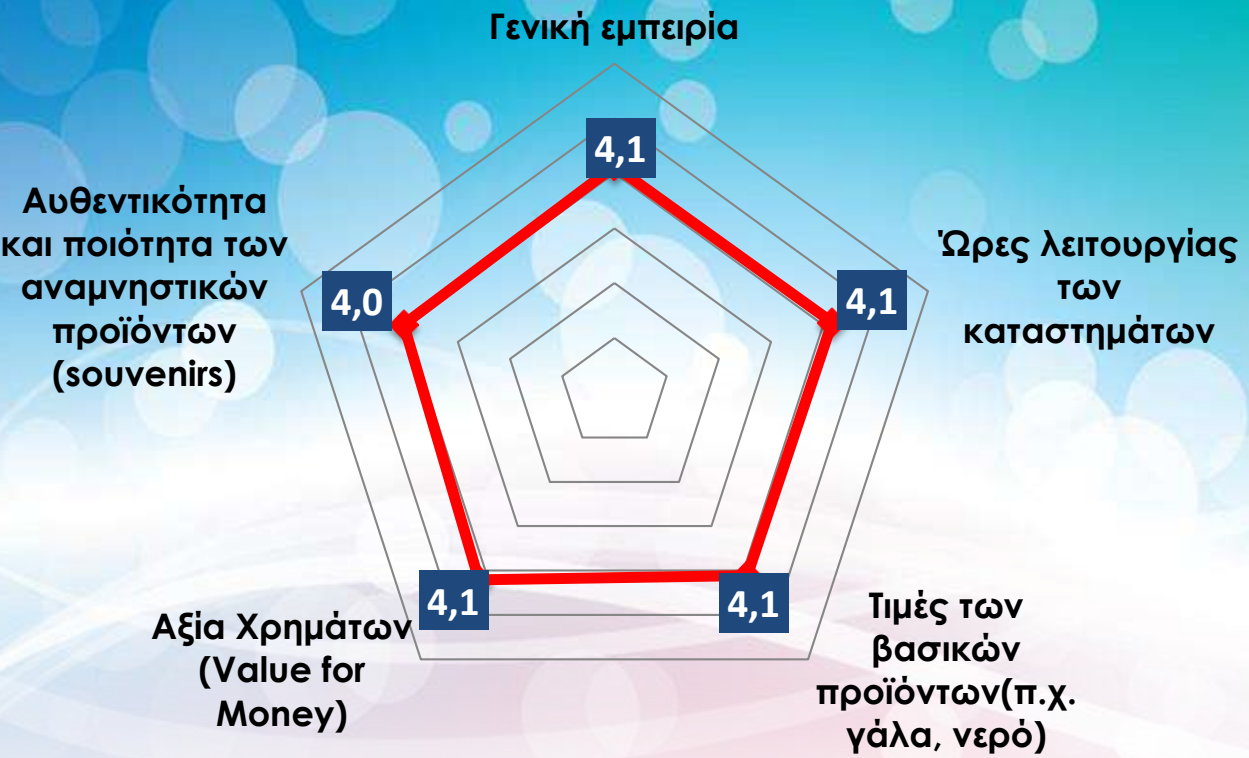 Γενική εμπειρία
4,1
Αυθεντικότητα
και ποιότητα των
αναμνηστικών
προϊόντων
(souvenirs)
4,0
4,1
Ώρες λειτουργίας
των
καταστημάτων
4,1
Αξία Χρημάτων
(Value for
Money)
4,1
Τιμές των
βασικών
προϊόντων(π.χ.
γάλα, νερό)